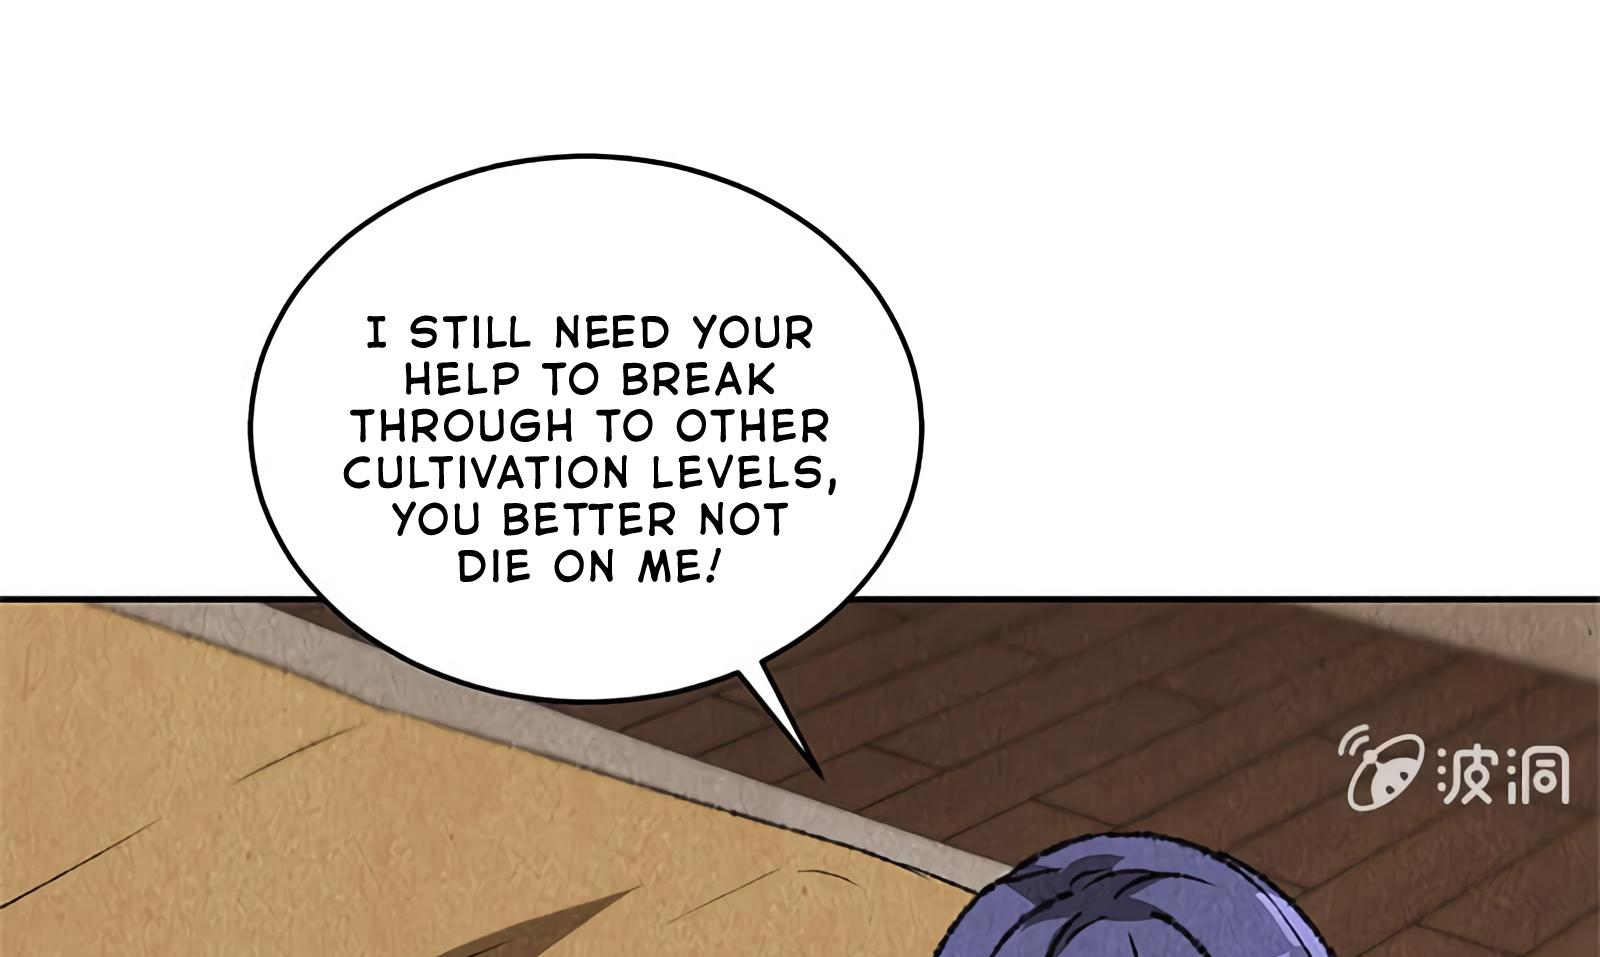 I STILL NEED YOUR
HELP TO BREAK
THROUGH TO OTHER
CULTIVATION LEVELS,
YOU BETTER NOT
DIE ON ME!
波洞